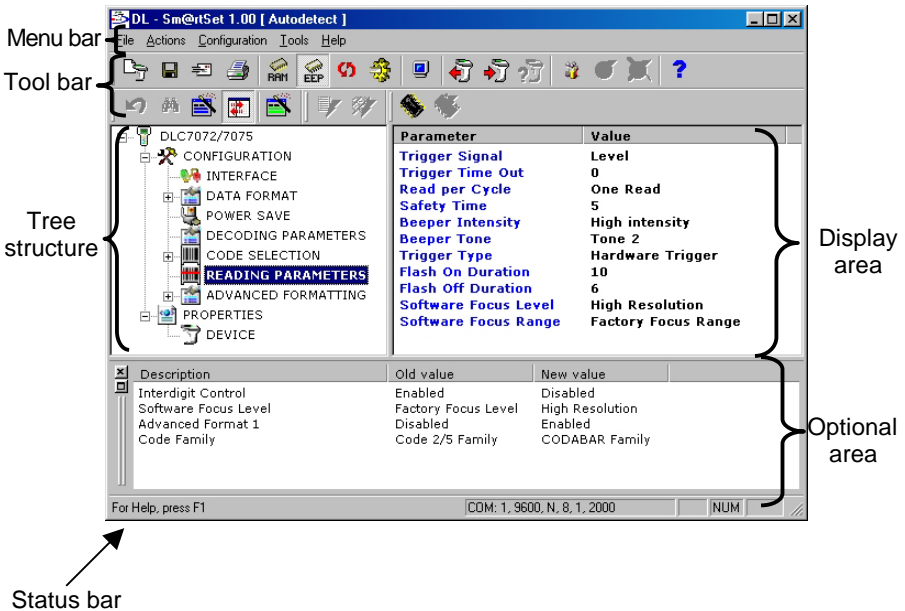 DL - Sm@rtSet 1.00 [ Autodetect ]
Menu bar
File Actions Configuration Tools Help
Tool bar
RAM EEP ?
Tree structure
DLC7072/7075
CONFIGURATION
INTERFACE
DATA FORMAT
POWER SAVE
DECODING PARAMETERS
CODE SELECTION
READING PARAMETERS
ADVANCED FORMATTING
PROPERTIES
DEVICE
Parameter Value
Trigger Signal Level
Trigger Time Out 0
Read per Cycle One Read
Safety Time 5
Beeper Intensity High intensity
Beeper Tone Tone 2
Trigger Type Hardware Trigger
Flash On Duration 10
Flash Off Duration 6
Software Focus Level High Resolution
Software Focus Range Factory Focus Range
Display area
Description Old value New value
Interdigit Control Enabled Disabled
Software Focus Level Factory Focus Level High Resolution
Advanced Format 1 Disabled Enabled
Code Family Code 2/5 Family CODABAR Family
Optional area
For Help, press F1 COM: 1, 9600, N, 8, 1, 2000 NUM
Status bar